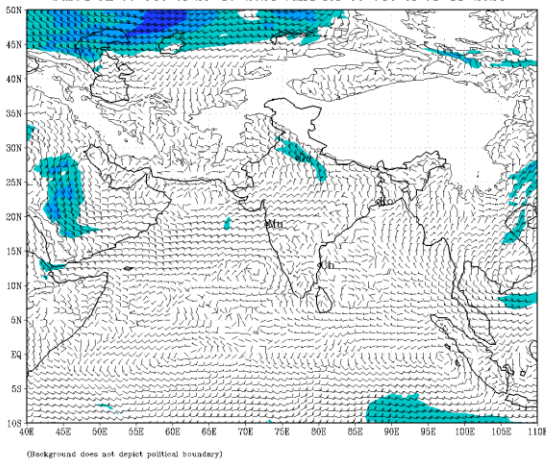 50N
45N
40N
35N
30N
25N
20N
15N
10N
5N
EQ
5S
10S
Mu
Ko
Ch
40E 45E 50E 55E 60E 65E 70E 75E 80E 85E 90E 95E 100E 105E 110E
(Background does not depict political boundary)